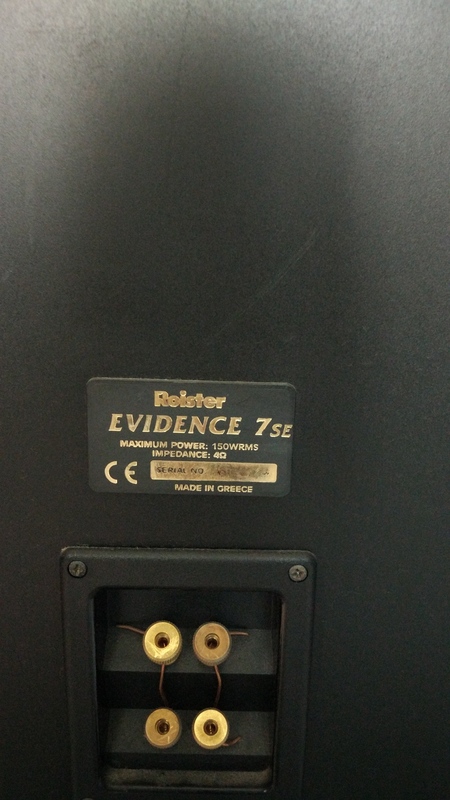 Roister
EVIDENCE 7SE
MAXIMUM POWER: 150WRMS
IMPEDANCE: 4Ω
CE SERIAL NO
MADE IN GREECE